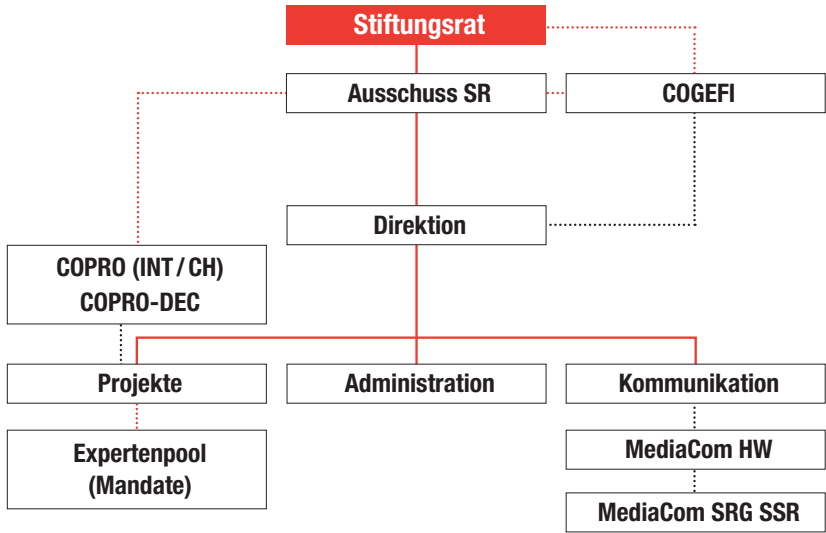 Stiftungsrat
Ausschuss SR
COGEFI
Direktion
COPRO (INT / CH)
COPRO-DEC
Projekte
Administration
Kommunikation
Expertenpool
(Mandate)
MediaCom HW
MediaCom SRG SSR